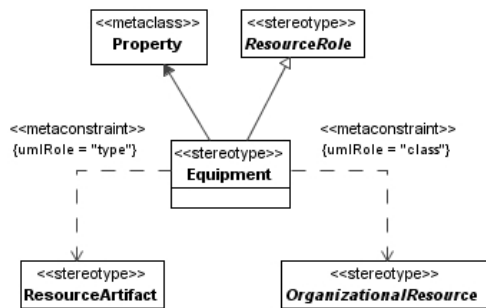 <<metaclass>>
Property
<<stereotype>>
ResourceRole
<<metaconstraint>>
{umlRole = "type"}
<<stereotype>>
Equipment
<<metaconstraint>>
{umlRole = "class"}
<<stereotype>>
ResourceArtifact
<<stereotype>>
OrganizationalResource